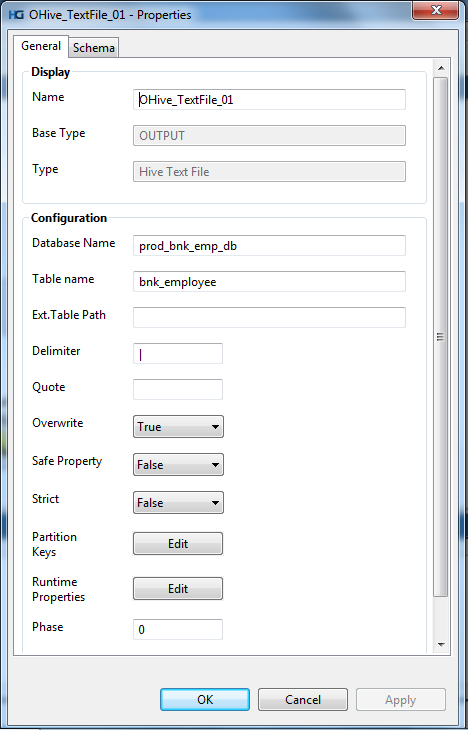 HG OHive_TextFile_01 - Properties
General Schema
Display
Name OHive_TextFile_01
Base Type OUTPUT
Type Hive Text File
Configuration
Database Name prod_bnk_emp_db
Table name bnk_employee
Ext.Table Path
Delimiter |
Quote
Overwrite True
Safe Property False
Strict False
Partition
Keys Edit
Runtime
Properties Edit
Phase 0
OK Cancel Apply